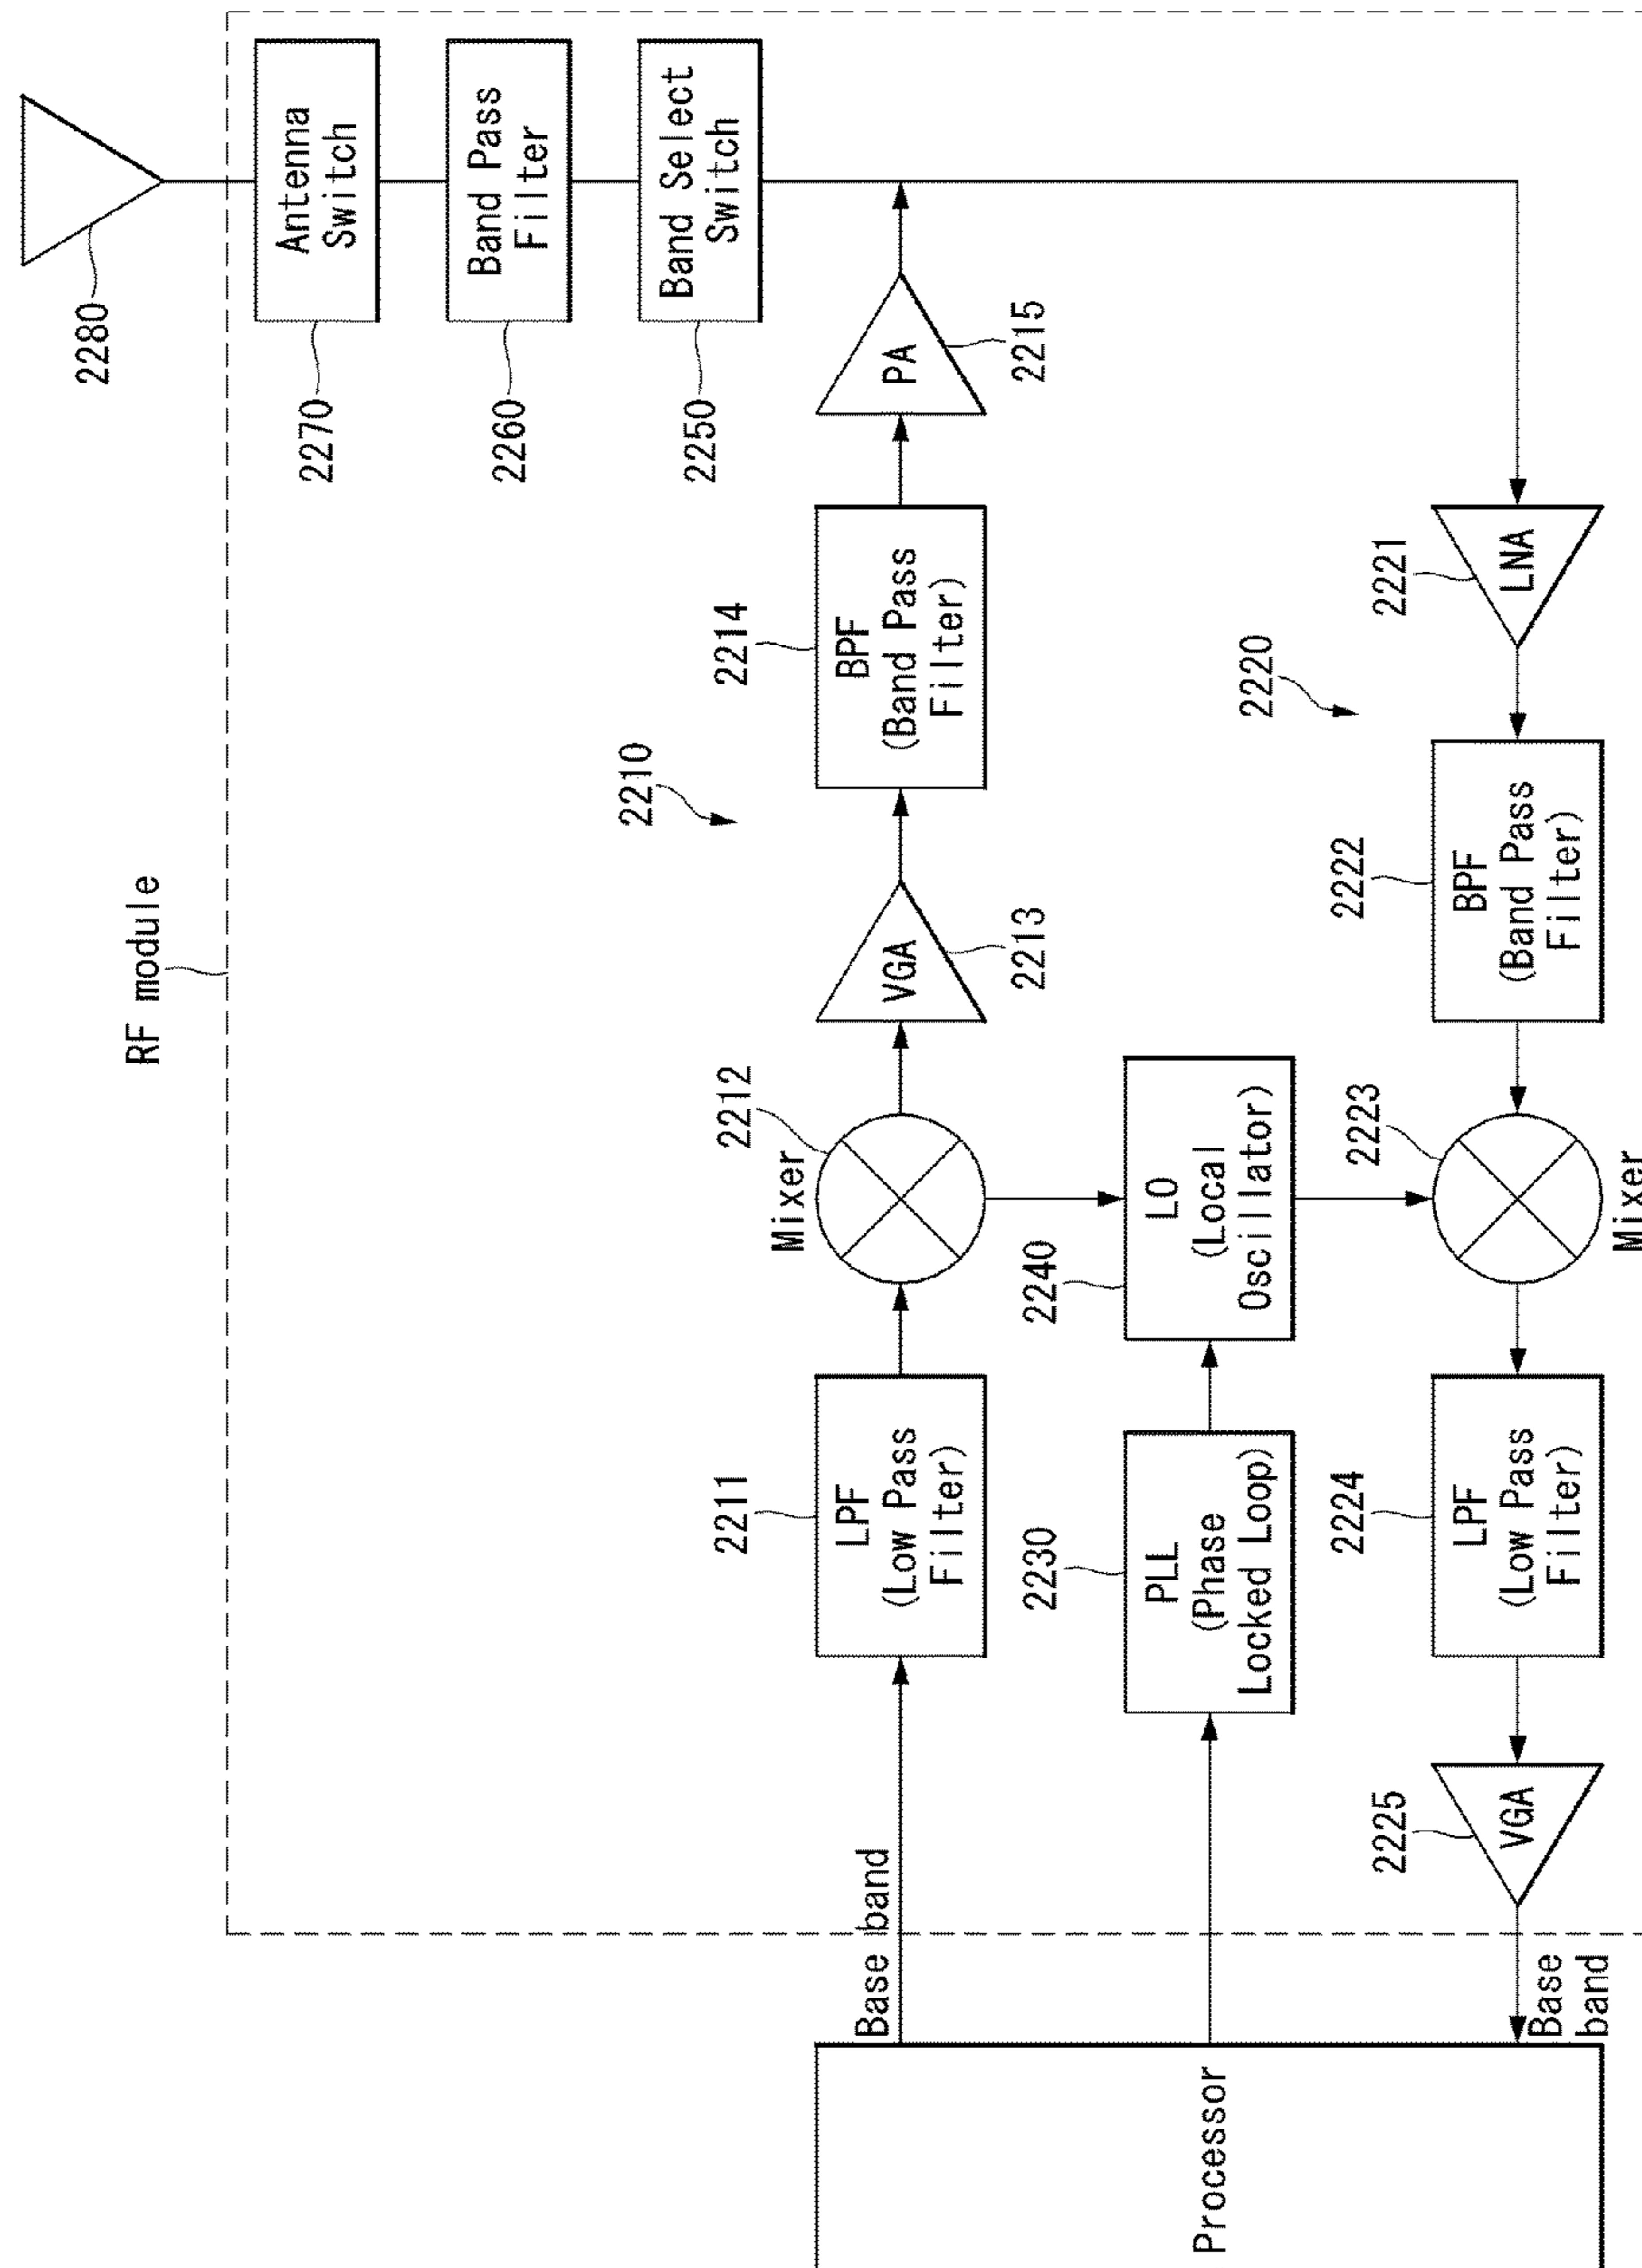 RF module
2280
Antenna
Switch
2270
Band Pass
Filter
2260
Band Select
Switch
2250
2210
2211
LPF
(Low Pass
Filter)
Mixer
2212
VGA
2213
2214
BPF
(Band Pass
Filter)
PA
2215
Base band
Processor
2230
PLL
(Phase
Locked Loop)
2240
LO
(Local
Oscillator)
2220
2221
LNA
2222
BPF
(Band Pass
Filter)
2223
Mixer
2224
LPF
(Low Pass
Filter)
2225
VGA
Base
band